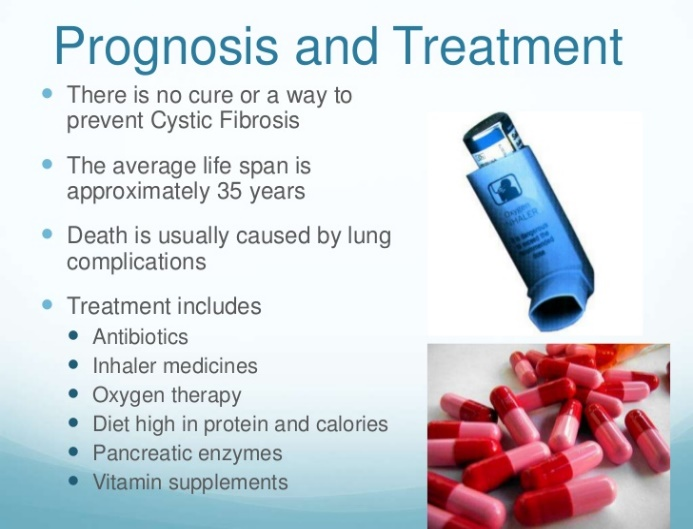 Prognosis and Treatment
There is no cure or a way to
prevent Cystic Fibrosis
The average life span is
approximately 35 years
Death is usually caused by lung
complications
Treatment includes
Antibiotics
Inhaler medicines
Oxygen therapy
Diet high in protein and calories
Pancreatic enzymes
Vitamin supplements
Oxygen
INHALER